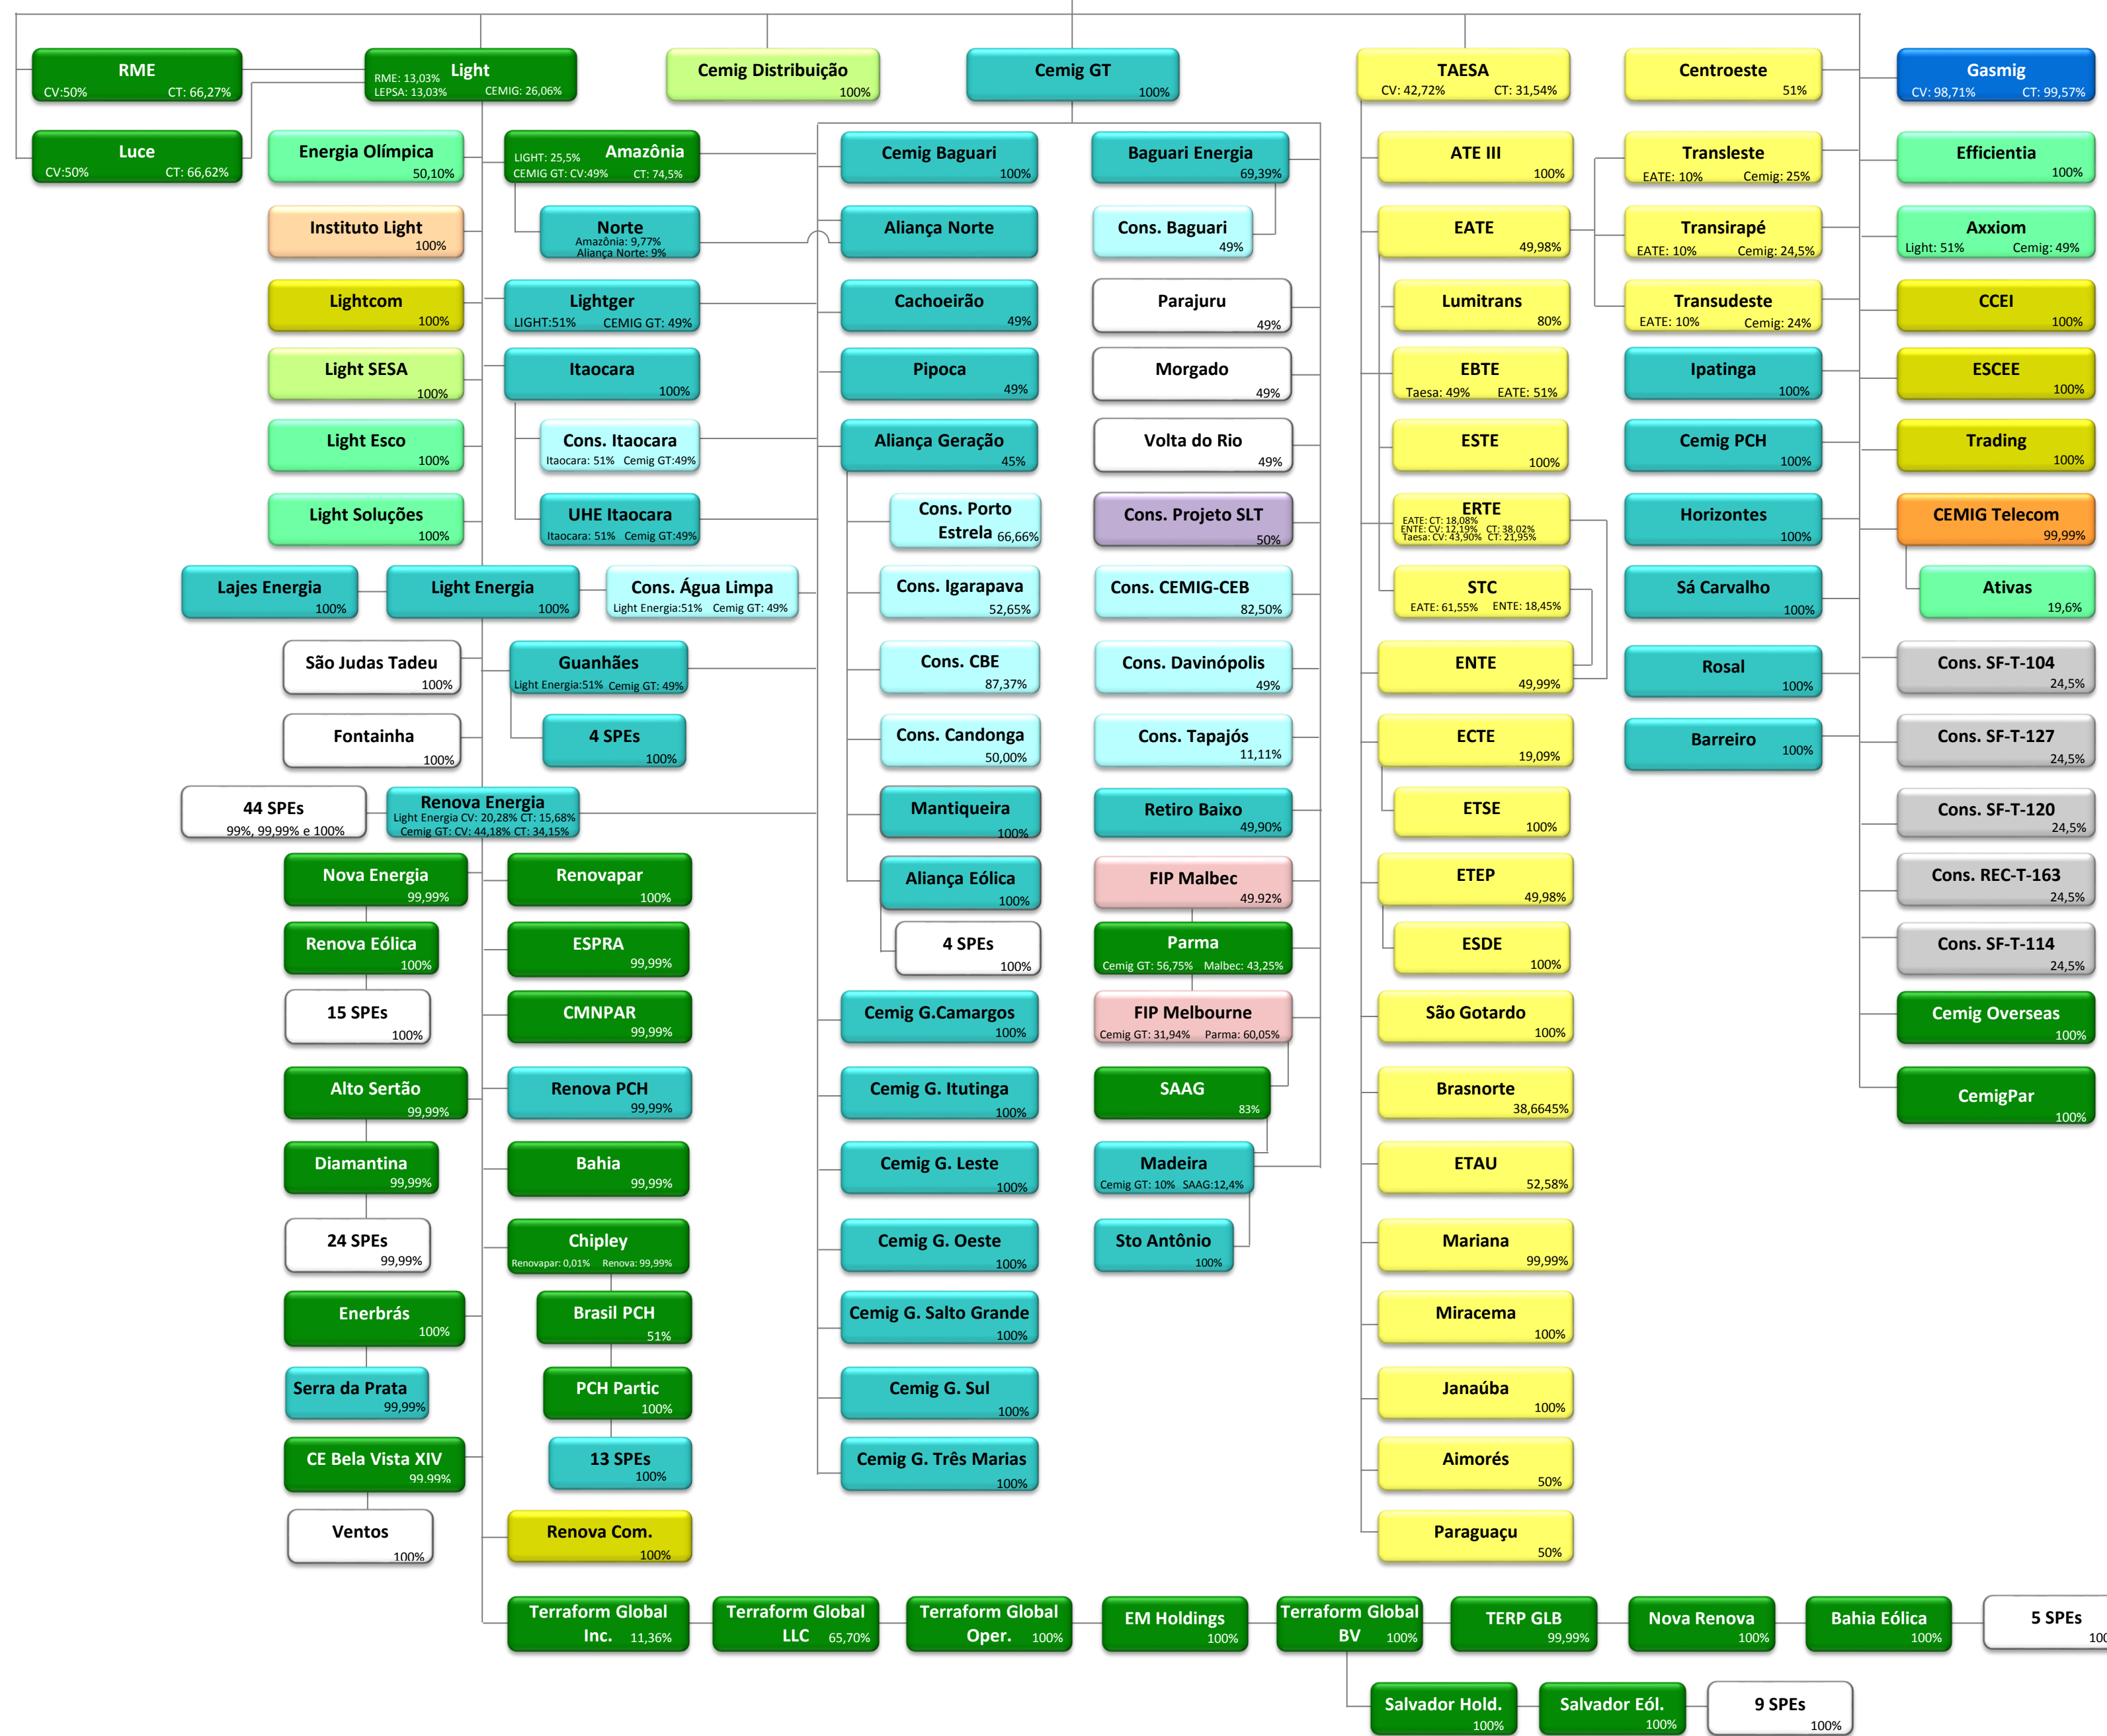 RME
CV:50% CT: 66,27%
Light
RME: 13,03%
LEPSA: 13,03% CEMIG: 26,06%
Cemig Distribuição
100%
Cemig GT
100%
TAESA
CV: 42,72% CT: 31,54%
Centroeste
51%
Gasmig
CV: 98,71% CT: 99,57%
Luce
CV:50% CT: 66,62%
Energia Olímpica
50,10%
LIGHT: 25,5% Amazônia
CEMIG GT: CV:49% CT: 74,5%
Cemig Baguari
100%
Baguari Energia
69,39%
ATE III
100%
Transleste
EATE: 10% Cemig: 25%
Efficientia
100%
Instituto Light
100%
Norte
Amazônia: 9,77%
Aliança Norte: 9%
Aliança Norte
Cons. Baguari
49%
EATE
49,98%
Transirapé
EATE: 10% Cemig: 24,5%
Axxiom
Light: 51% Cemig: 49%
Lightcom
100%
Lightger
LIGHT:51% CEMIG GT: 49%
Cachoeirão
49%
Parajuru
49%
Lumitrans
80%
Transudeste
EATE: 10% Cemig: 24%
CCEI
100%
Light SESA
100%
Itaocara
100%
Pipoca
49%
Morgado
49%
EBTE
Taesa: 49% EATE: 51%
Ipatinga
100%
ESCEE
100%
Light Esco
100%
Cons. Itaocara
Itaocara: 51% Cemig GT:49%
Aliança Geração
45%
Volta do Rio
49%
ESTE
100%
Cemig PCH
100%
Trading
100%
Light Soluções
100%
UHE Itaocara
Itaocara: 51% Cemig GT:49%
Cons. Porto
Estrela 66,66%
Cons. Projeto SLT
50%
ERTE
EATE: CT: 18,08%
ENTE: CV: 12,19% CT: 38,02%
Taesa: CV: 43,90% CT: 21,95%
Horizontes
100%
CEMIG Telecom
99,99%
Lajes Energia
100%
Light Energia
100%
Cons. Água Limpa
Light Energia:51% Cemig GT: 49%
Cons. Igarapava
52,65%
Cons. CEMIG-CEB
82,50%
STC
EATE: 61,55% ENTE: 18,45%
Sá Carvalho
100%
Ativas
19,6%
São Judas Tadeu
100%
Guanhães
Light Energia:51% Cemig GT: 49%
Cons. CBE
87,37%
Cons. Davinópolis
49%
ENTE
49,99%
Rosal
100%
Cons. SF-T-104
24,5%
Fontainha
100%
4 SPEs
100%
Cons. Candonga
50,00%
Cons. Tapajós
11,11%
ECTE
19,09%
Barreiro
100%
Cons. SF-T-127
24,5%
44 SPEs
99%, 99,99% e 100%
Renova Energia
Light Energia CV: 20,28% CT: 15,68%
Cemig GT: CV: 44,18% CT: 34,15%
Mantiqueira
100%
Retiro Baixo
49,90%
ETSE
100%
Cons. SF-T-120
24,5%
Nova Energia
99,99%
Renovapar
100%
Aliança Eólica
100%
FIP Malbec
49.92%
ETEP
49,98%
Cons. REC-T-163
24,5%
Renova Eólica
100%
ESPRA
99,99%
4 SPEs
100%
Parma
Cemig GT: 56,75% Malbec: 43,25%
ESDE
100%
Cons. SF-T-114
24,5%
15 SPEs
100%
CMNPAR
99,99%
Cemig G.Camargos
100%
FIP Melbourne
Cemig GT: 31,94% Parma: 60,05%
São Gotardo
100%
Cemig Overseas
100%
Alto Sertão
99,99%
Renova PCH
99,99%
Cemig G. Itutinga
100%
SAAG
83%
Brasnorte
38,6645%
CemigPar
100%
Diamantina
99,99%
Bahia
99,99%
Cemig G. Leste
100%
Madeira
Cemig GT: 10% SAAG:12,4%
ETAU
52,58%
24 SPEs
99,99%
Chipley
Renovapar: 0,01% Renova: 99,99%
Cemig G. Oeste
100%
Sto Antônio
100%
Mariana
99,99%
Enerbrás
100%
Brasil PCH
51%
Cemig G. Salto Grande
100%
Miracema
100%
Serra da Prata
99,99%
PCH Partic
100%
Cemig G. Sul
100%
Janaúba
100%
CE Bela Vista XIV
99.99%
13 SPEs
100%
Cemig G. Três Marias
100%
Aimorés
50%
Ventos
100%
Renova Com.
100%
Paraguaçu
50%
Terraform Global
Inc. 11,36%
Terraform Global
LLC 65,70%
Terraform Global
Oper. 100%
EM Holdings
100%
Terraform Global
BV 100%
TERP GLB
99,99%
Nova Renova
100%
Bahia Eólica
100%
5 SPEs
Salvador Hold.
100%
Salvador Eól.
100%
9 SPEs
100%